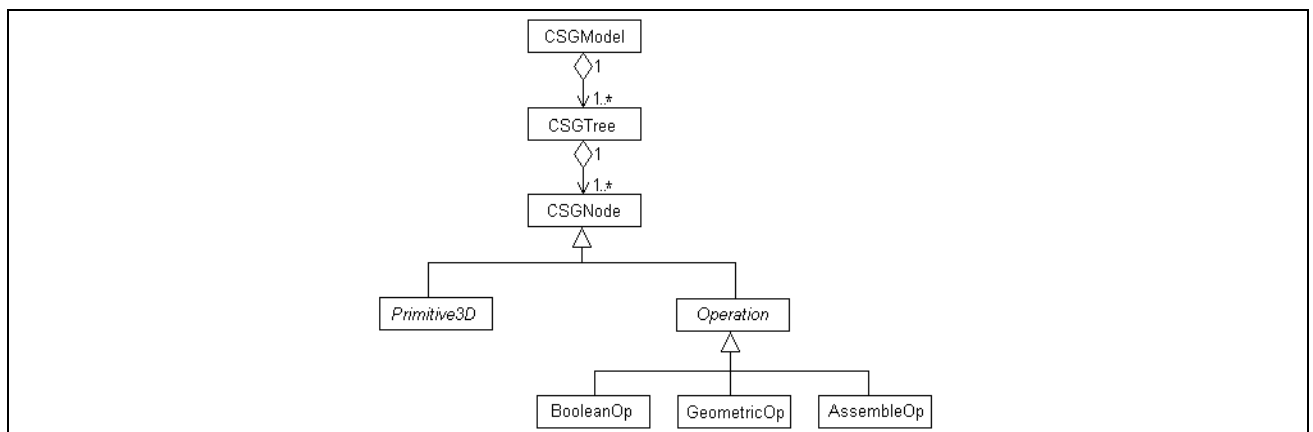 CSGModel
1
1..*
CSGTree
1
1..*
CSGNode
Primitive3D
Operation
BooleanOp
GeometricOp
AssembleOp